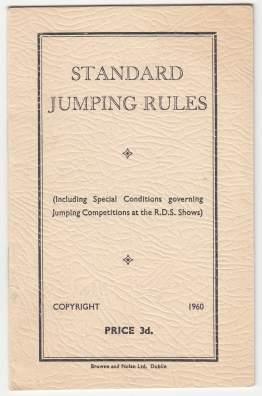 STANDARD
JUMPING RULES
(Including Special Conditions governing
Jumping Competitions at the R.D.S. Shows)
COPYRIGHT 1960
PRICE 3d.
Browne and Nolan Ltd., Dublin